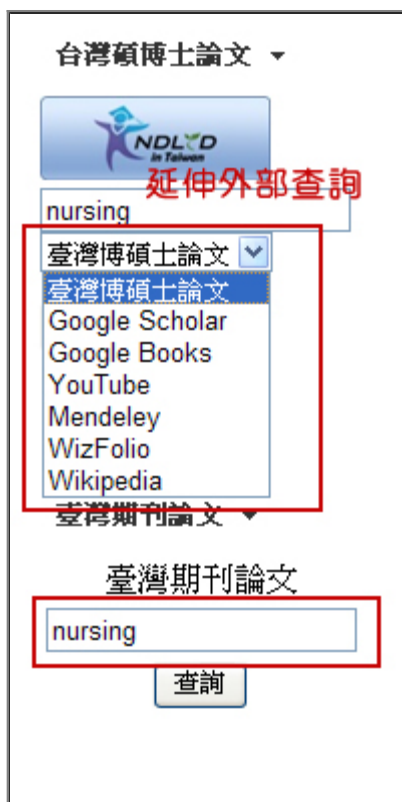 台灣碩博士論文
NDLTD
in Taiwan
延伸外部查詢
nursing
臺灣博碩士論文
臺灣博碩士論文
Google Scholar
Google Books
YouTube
Mendeley
WizFolio
Wikipedia
臺灣期刊論文
臺灣期刊論文
nursing
查詢